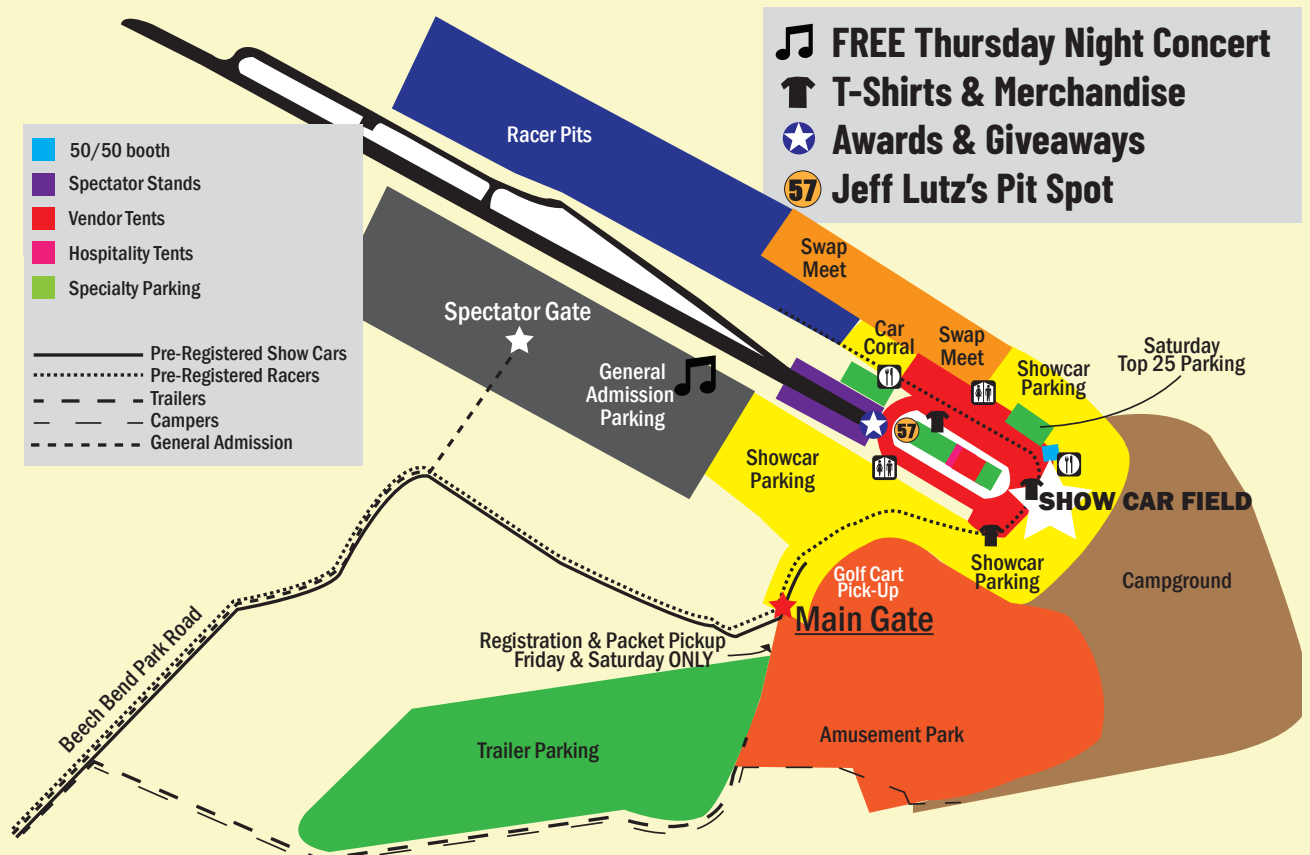 FREE Thursday Night Concert
T-Shirts & Merchandise
Awards & Giveaways
57 Jeff Lutz's Pit Spot
50/50 booth
Spectator Stands
Vendor Tents
Hospitality Tents
Specialty Parking
Pre-Registered Show Cars
Pre-Registered Racers
Trailers
Campers
General Admission
Racer Pits
Swap
Meet
Spectator Gate
General
Admission
Parking
Car
Corral
Swap
Meet
Showcar
Parking
Saturday
Top 25 Parking
57
Showcar
Parking
SHOW CAR FIELD
Showcar
Parking
Campground
Golf Cart
Pick-Up
Main Gate
Registration & Packet Pickup
Friday & Saturday ONLY
Beech Bend Park Road
Trailer Parking
Amusement Park